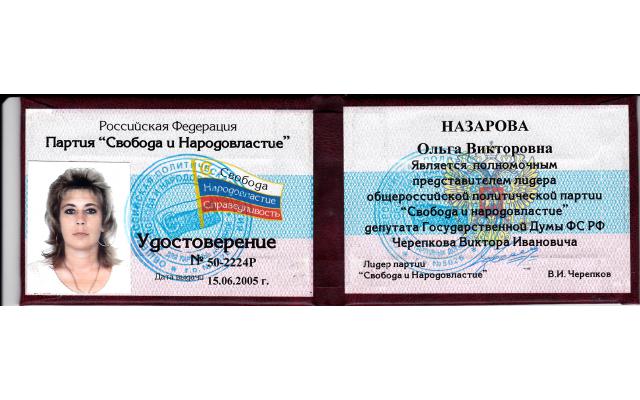 Российская Федерация
Партия “Свобода и Народовластие”
Свобода
Народовластие
Справедливость
Удостоверение
№ 50-2224Р
Дата выдачи 15.06.2005 г.
НАЗАРОВА
Ольга Викторовна
Является полномочным
представителем лидера
общероссийской политической партии
“Свобода и народовластие”
депутата Государственной Думы ФС РФ
Черепкова Виктора Ивановича
Лидер партии
“Свобода и Народовластие” В.И. Черепков